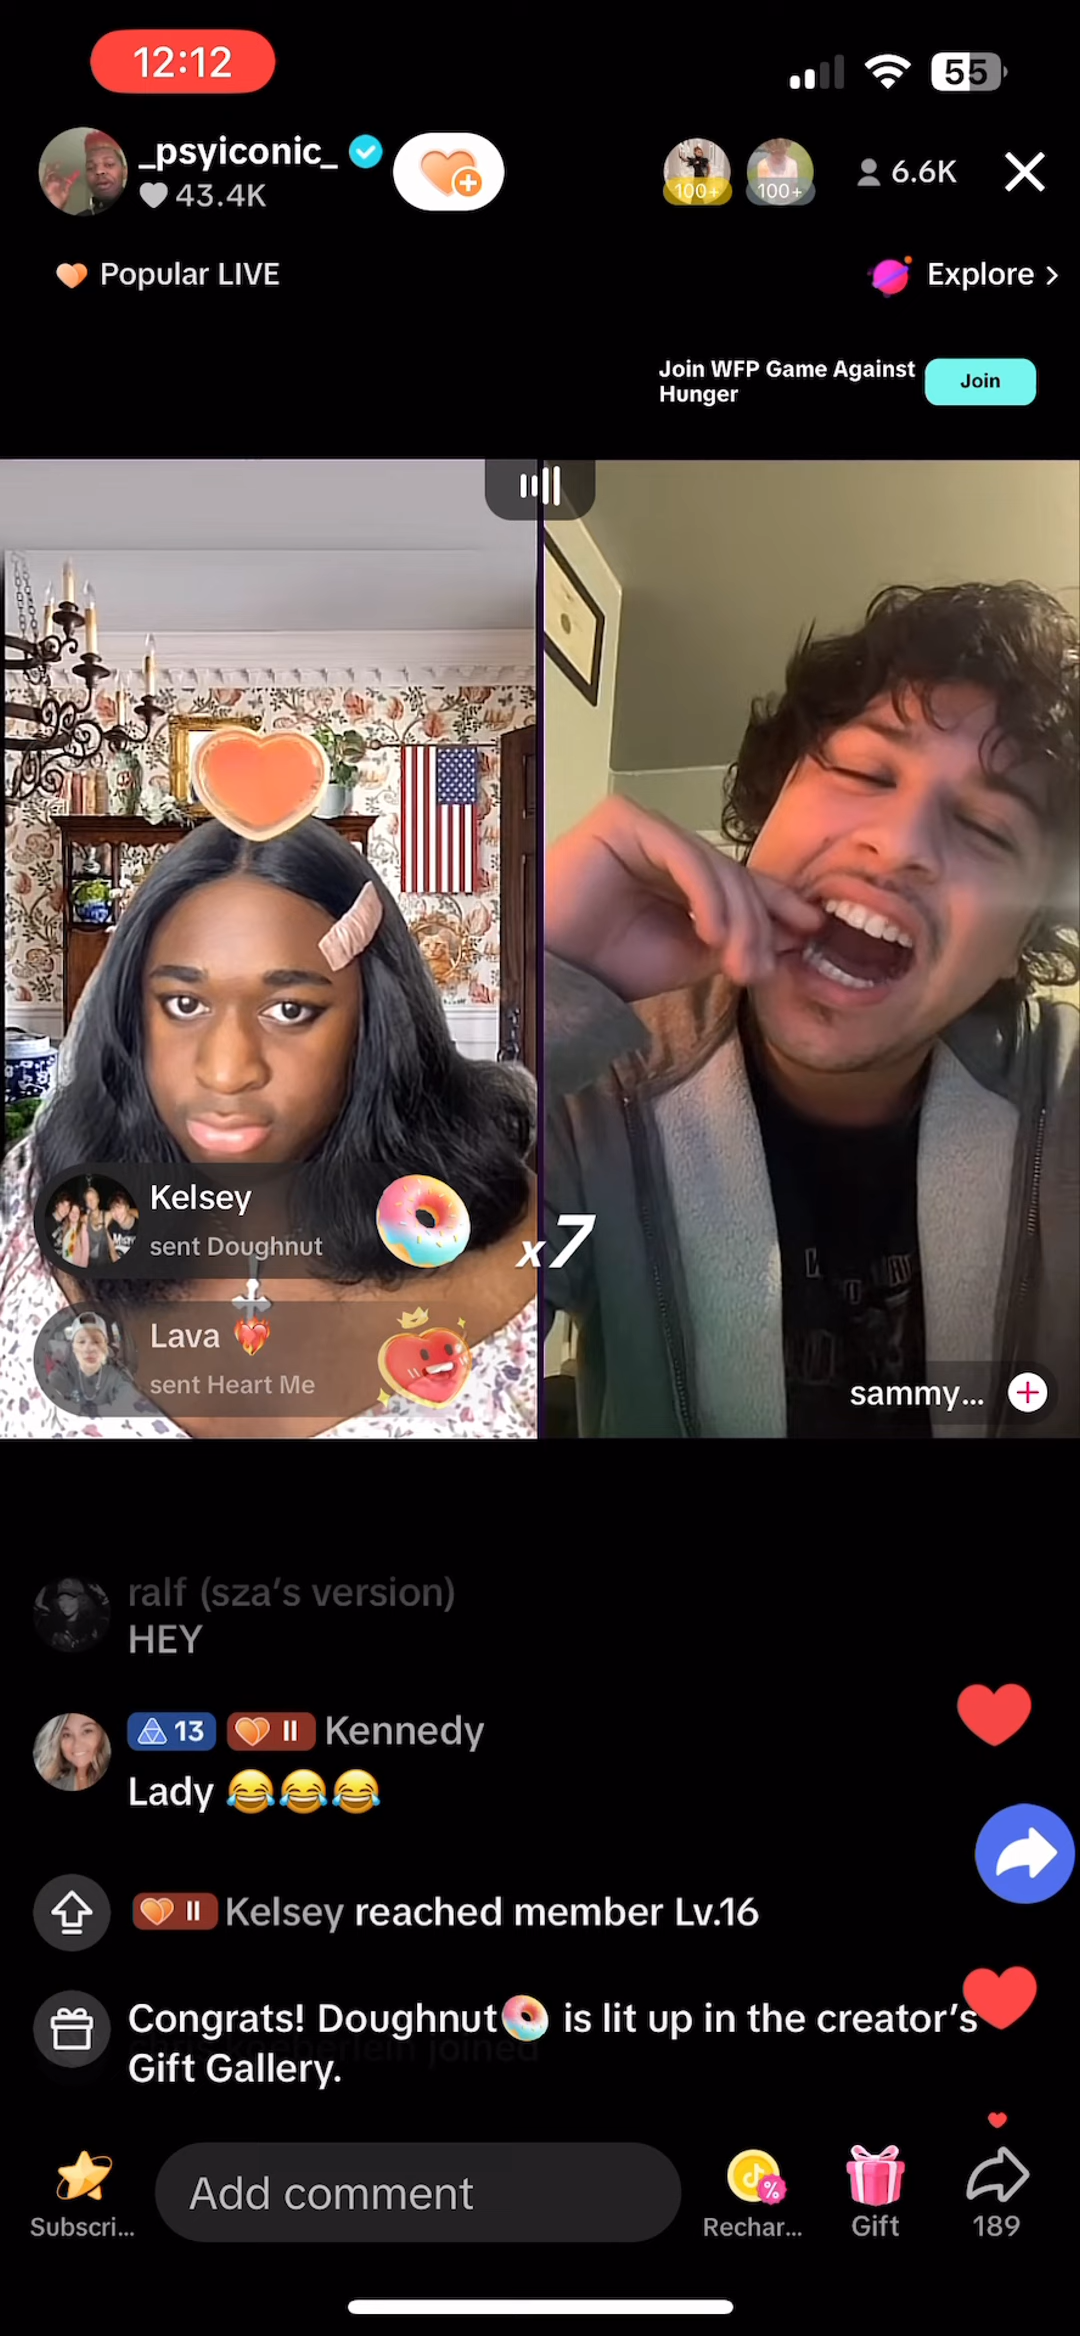 12:12
55
_psyiconic_
43.4K
100+
100+
6.6K
Popular LIVE
Explore >
Join WFP Game Against
Hunger
Join
Kelsey
sent Doughnut
x7
Lava ❤️‍🔥
sent Heart Me
sammy...
ralf (sza's version)
HEY
13 II Kennedy
Lady 😂😂😂
II Kelsey reached member Lv.16
Congrats! Doughnut🍩 is lit up in the creator's
Gift Gallery.
Add comment
Subscri...
Rechar...
Gift
189